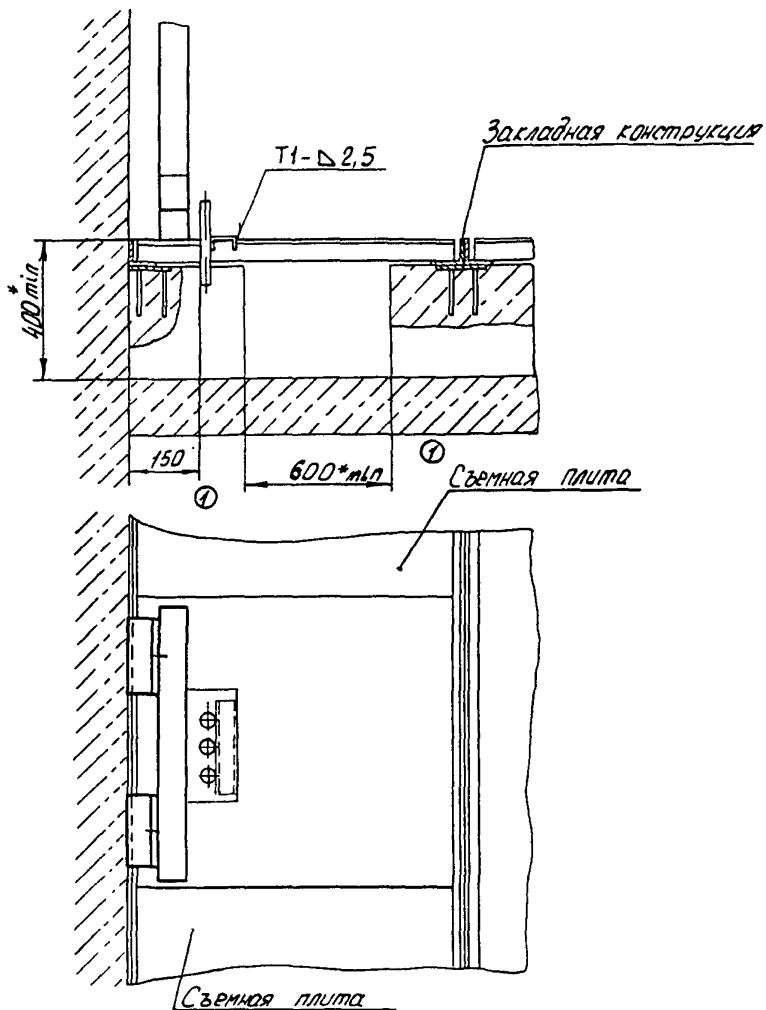 Закладная конструкция
Т1-⊿2,5
400*min
150
600*min
①
①
Съемная плита
Съемная плита